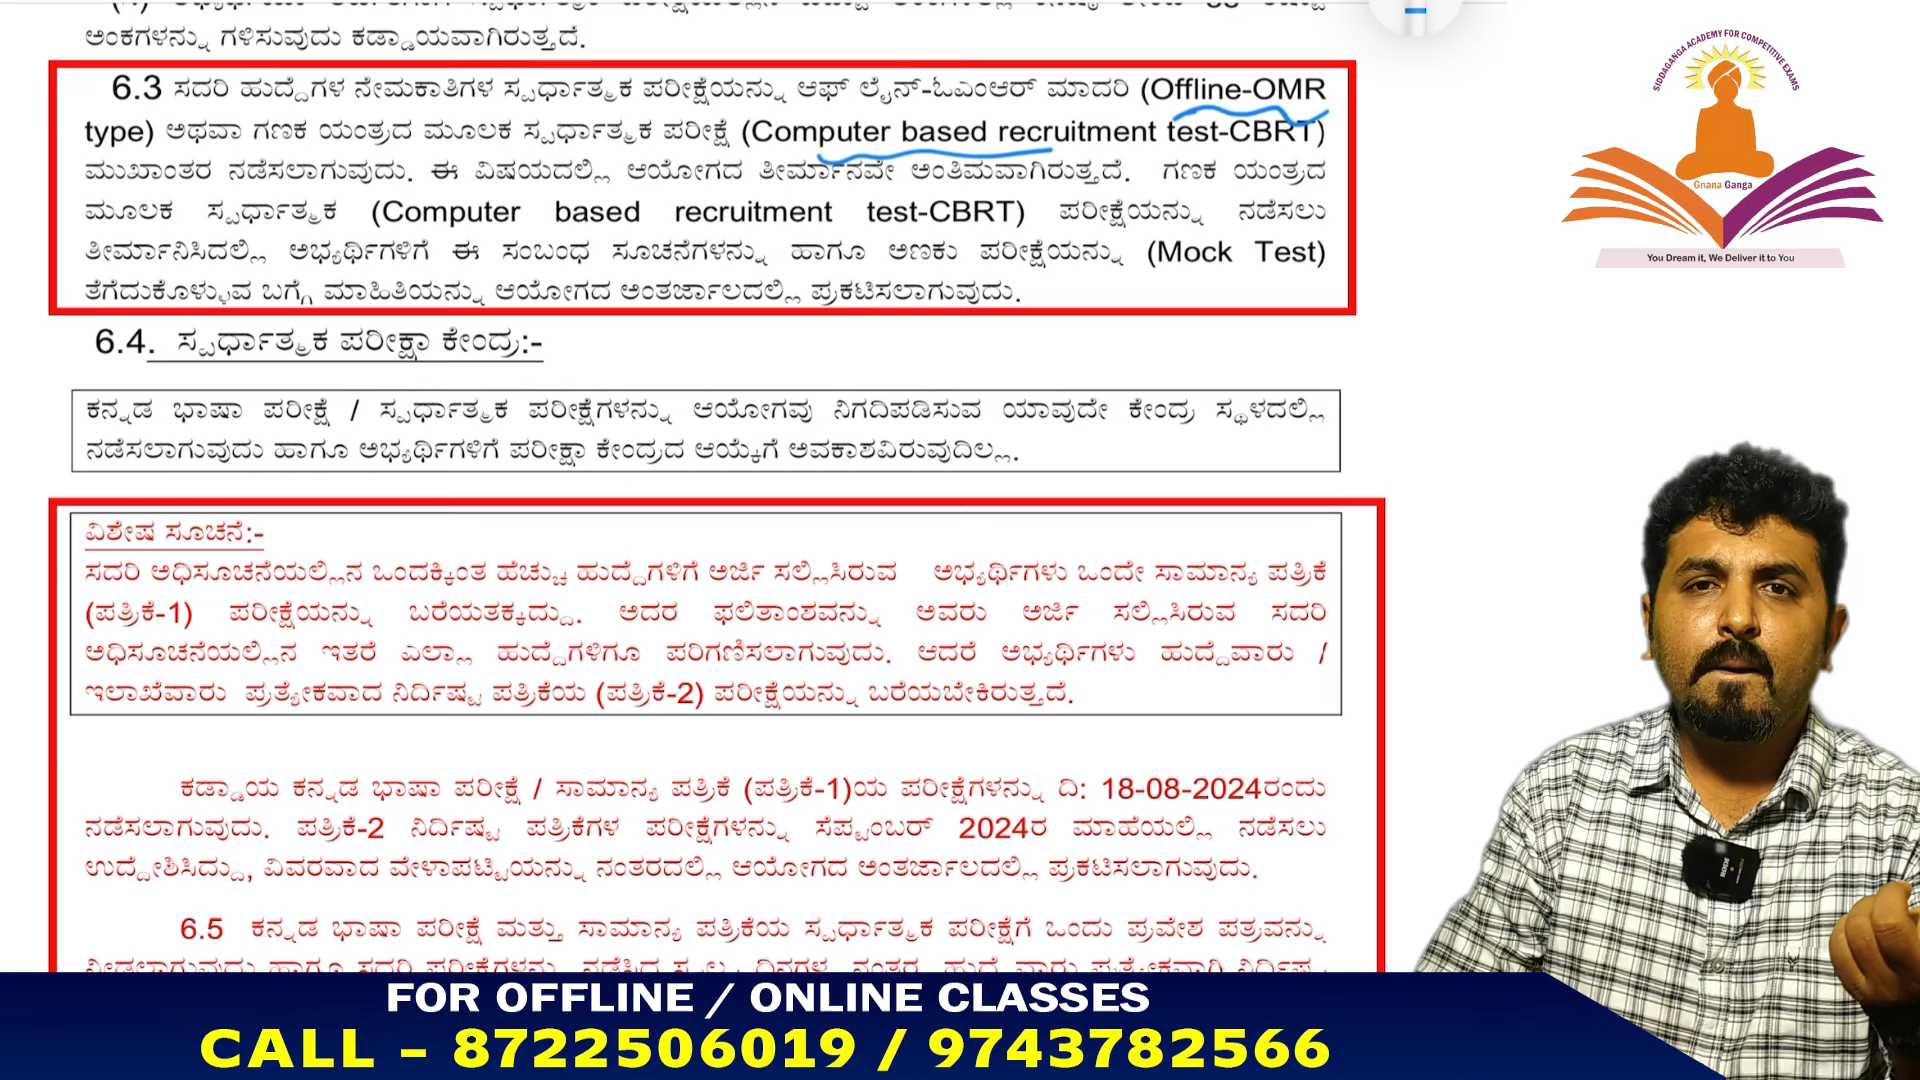 ಅಂಕಗಳನ್ನು ಗಳಿಸುವುದು ಕಡ್ಡಾಯವಾಗಿರುತ್ತದೆ.
6.3 ಸದರಿ ಹುದ್ದೆಗಳ ನೇಮಕಾತಿಗಳ ಸ್ಪರ್ಧಾತ್ಮಕ ಪರೀಕ್ಷೆಯನ್ನು ಆಫ್ ಲೈನ್-ಓಎಂಆರ್ ಮಾದರಿ (Offline-OMR
type) ಅಥವಾ ಗಣಕ ಯಂತ್ರದ ಮೂಲಕ ಸ್ಪರ್ಧಾತ್ಮಕ ಪರೀಕ್ಷೆ (Computer based recruitment test-CBRT)
ಮುಖಾಂತರ ನಡೆಸಲಾಗುವುದು. ಈ ವಿಷಯದಲ್ಲಿ ಆಯೋಗದ ತೀರ್ಮಾನವೇ ಅಂತಿಮವಾಗಿರುತ್ತದೆ. ಗಣಕ ಯಂತ್ರದ
ಮೂಲಕ ಸ್ಪರ್ಧಾತ್ಮಕ (Computer based recruitment test-CBRT) ಪರೀಕ್ಷೆಯನ್ನು ನಡೆಸಲು
ತೀರ್ಮಾನಿಸಿದಲ್ಲಿ ಅಭ್ಯರ್ಥಿಗಳಿಗೆ ಈ ಸಂಬಂಧ ಸೂಚನೆಗಳನ್ನು ಹಾಗೂ ಅಣಕು ಪರೀಕ್ಷೆಯನ್ನು (Mock Test)
ತೆಗೆದುಕೊಳ್ಳುವ ಬಗ್ಗೆ ಮಾಹಿತಿಯನ್ನು ಆಯೋಗದ ಅಂತರ್ಜಾಲದಲ್ಲಿ ಪ್ರಕಟಿಸಲಾಗುವುದು.
6.4. ಸ್ಪರ್ಧಾತ್ಮಕ ಪರೀಕ್ಷಾ ಕೇಂದ್ರ:-
ಕನ್ನಡ ಭಾಷಾ ಪರೀಕ್ಷೆ / ಸ್ಪರ್ಧಾತ್ಮಕ ಪರೀಕ್ಷೆಗಳನ್ನು ಆಯೋಗವು ನಿಗದಿಪಡಿಸುವ ಯಾವುದೇ ಕೇಂದ್ರ ಸ್ಥಳದಲ್ಲಿ
ನಡೆಸಲಾಗುವುದು ಹಾಗೂ ಅಭ್ಯರ್ಥಿಗಳಿಗೆ ಪರೀಕ್ಷಾ ಕೇಂದ್ರದ ಆಯ್ಕೆಗೆ ಅವಕಾಶವಿರುವುದಿಲ್ಲ.
ವಿಶೇಷ ಸೂಚನೆ:-
ಸದರಿ ಅಧಿಸೂಚನೆಯಲ್ಲಿನ ಒಂದಕ್ಕಿಂತ ಹೆಚ್ಚು ಹುದ್ದೆಗಳಿಗೆ ಅರ್ಜಿ ಸಲ್ಲಿಸಿರುವ ಅಭ್ಯರ್ಥಿಗಳು ಒಂದೇ ಸಾಮಾನ್ಯ ಪತ್ರಿಕೆ
(ಪತ್ರಿಕೆ-1) ಪರೀಕ್ಷೆಯನ್ನು ಬರೆಯತಕ್ಕದ್ದು. ಅದರ ಫಲಿತಾಂಶವನ್ನು ಅವರು ಅರ್ಜಿ ಸಲ್ಲಿಸಿರುವ ಸದರಿ
ಅಧಿಸೂಚನೆಯಲ್ಲಿನ ಇತರೆ ಎಲ್ಲಾ ಹುದ್ದೆಗಳಿಗೂ ಪರಿಗಣಿಸಲಾಗುವುದು. ಆದರೆ ಅಭ್ಯರ್ಥಿಗಳು ಹುದ್ದೆವಾರು /
ಇಲಾಖೆವಾರು ಪ್ರತ್ಯೇಕವಾದ ನಿರ್ದಿಷ್ಟ ಪತ್ರಿಕೆಯ (ಪತ್ರಿಕೆ-2) ಪರೀಕ್ಷೆಯನ್ನು ಬರೆಯಬೇಕಿರುತ್ತದೆ.
ಕಡ್ಡಾಯ ಕನ್ನಡ ಭಾಷಾ ಪರೀಕ್ಷೆ / ಸಾಮಾನ್ಯ ಪತ್ರಿಕೆ (ಪತ್ರಿಕೆ-1)ಯ ಪರೀಕ್ಷೆಗಳನ್ನು ದಿ: 18-08-2024ರಂದು
ನಡೆಸಲಾಗುವುದು. ಪತ್ರಿಕೆ-2 ನಿರ್ದಿಷ್ಟ ಪತ್ರಿಕೆಗಳ ಪರೀಕ್ಷೆಗಳನ್ನು ಸೆಪ್ಟಂಬರ್ 2024ರ ಮಾಹೆಯಲ್ಲಿ ನಡೆಸಲು
ಉದ್ದೇಶಿಸಿದ್ದು, ವಿವರವಾದ ವೇಳಾಪಟ್ಟಿಯನ್ನು ನಂತರದಲ್ಲಿ ಆಯೋಗದ ಅಂತರ್ಜಾಲದಲ್ಲಿ ಪ್ರಕಟಿಸಲಾಗುವುದು.
6.5 ಕನ್ನಡ ಭಾಷಾ ಪರೀಕ್ಷೆ ಮತ್ತು ಸಾಮಾನ್ಯ ಪತ್ರಿಕೆಯ ಸ್ಪರ್ಧಾತ್ಮಕ ಪರೀಕ್ಷೆಗೆ ಒಂದು ಪ್ರವೇಶ ಪತ್ರವನ್ನು
SIDDAGANGA ACADEMY FOR COMPETITIVE EXAMS
Gnana Ganga
You Dream it, We Deliver it to You
FOR OFFLINE / ONLINE CLASSES
CALL – 8722506019 / 9743782566